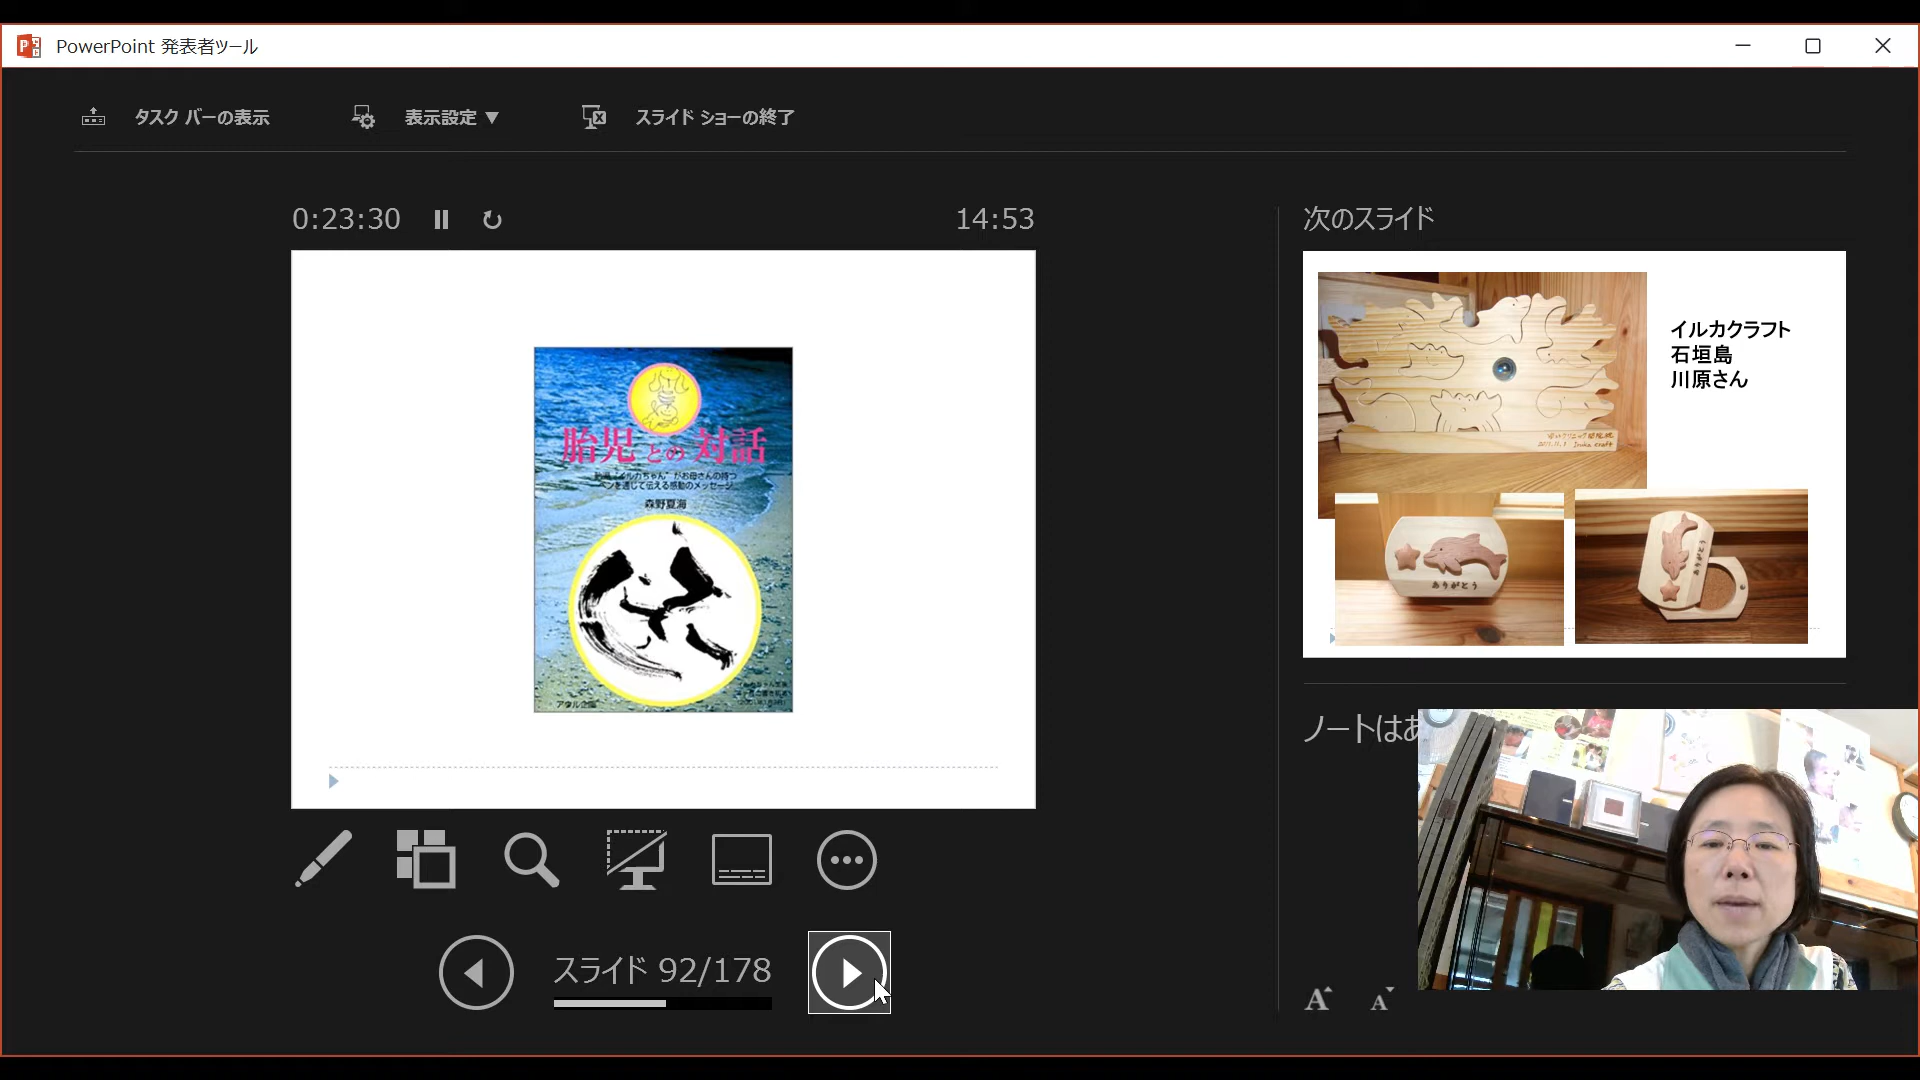 PowerPoint 発表者ツール
タスク バーの表示
表示設定 ▼
スライド ショーの終了
0:23:30
14:53
胎児との対話
森野夏海
スライド 92/178
次のスライド
イルカクラフト
石垣島
川原さん
ありがとう
ノートはあ